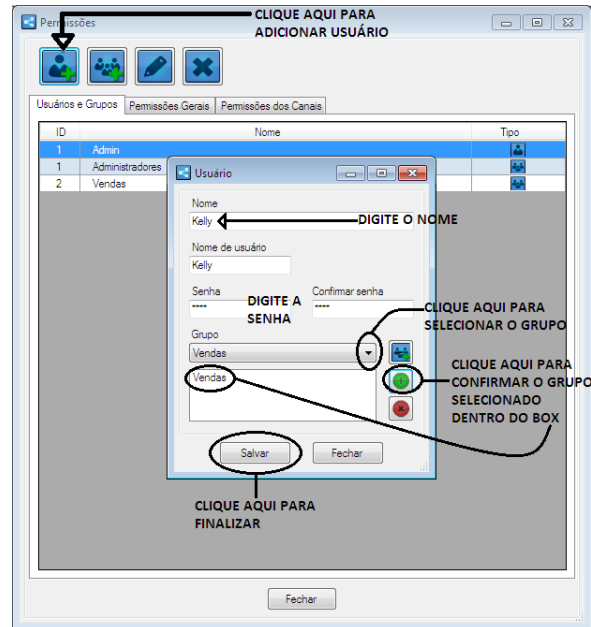 CLIQUE AQUI PARA
ADICIONAR USUÁRIO
Permissões
Usuários e Grupos Permissões Gerais Permissões dos Canais
ID Nome Tipo
1 Admin
1 Administradores
2 Vendas
Usuário
Nome
Kelly
DIGITE O NOME
Nome de usuário
Kelly
Senha Confirmar senha
**** ****
DIGITE A
SENHA
Grupo
Vendas
CLIQUE AQUI PARA
SELECIONAR O GRUPO
Vendas
CLIQUE AQUI PARA
CONFIRMAR O GRUPO
SELECIONADO
DENTRO DO BOX
Salvar Fechar
CLIQUE AQUI PARA
FINALIZAR
Fechar